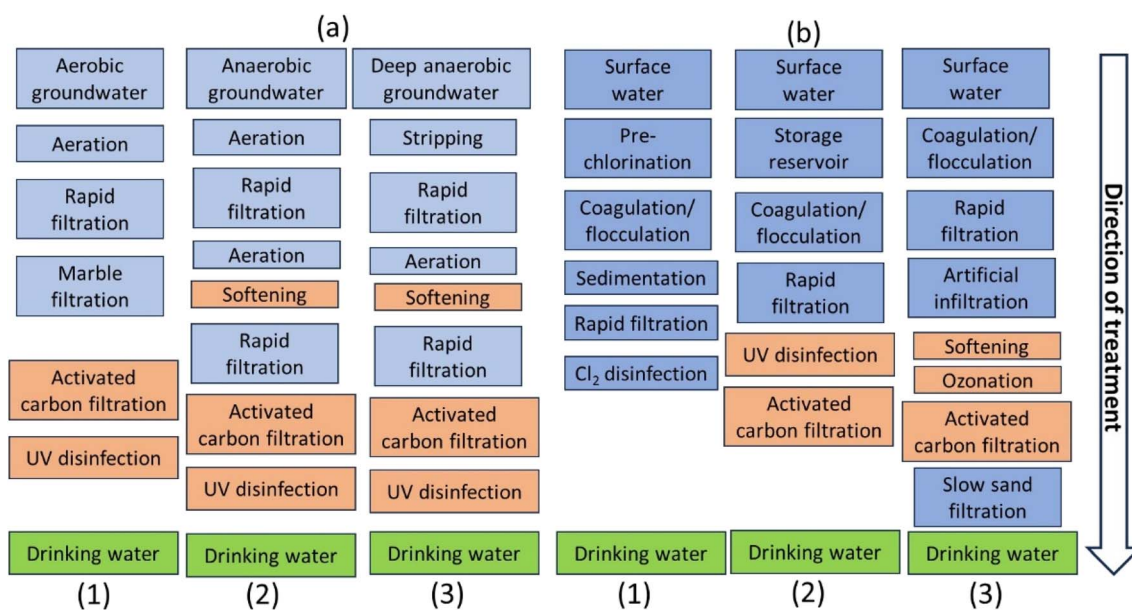 (a)
Aerobic
groundwater
Aeration
Rapid
filtration
Marble
filtration
Activated
carbon filtration
UV disinfection
Drinking water
(1)
Anaerobic
groundwater
Aeration
Rapid
filtration
Aeration
Softening
Rapid
filtration
Activated
carbon filtration
UV disinfection
Drinking water
(2)
Deep anaerobic
groundwater
Stripping
Rapid
filtration
Aeration
Softening
Rapid
filtration
Activated
carbon filtration
UV disinfection
Drinking water
(3)
(b)
Surface
water
Pre-
chlorination
Coagulation/
flocculation
Sedimentation
Rapid filtration
Cl₂ disinfection
Drinking water
(1)
Surface
water
Storage
reservoir
Coagulation/
flocculation
Rapid
filtration
UV disinfection
Activated
carbon filtration
Drinking water
(2)
Surface
water
Coagulation/
flocculation
Rapid
filtration
Artificial
infiltration
Softening
Ozonation
Activated
carbon filtration
Slow sand
filtration
Drinking water
(3)
Direction of treatment